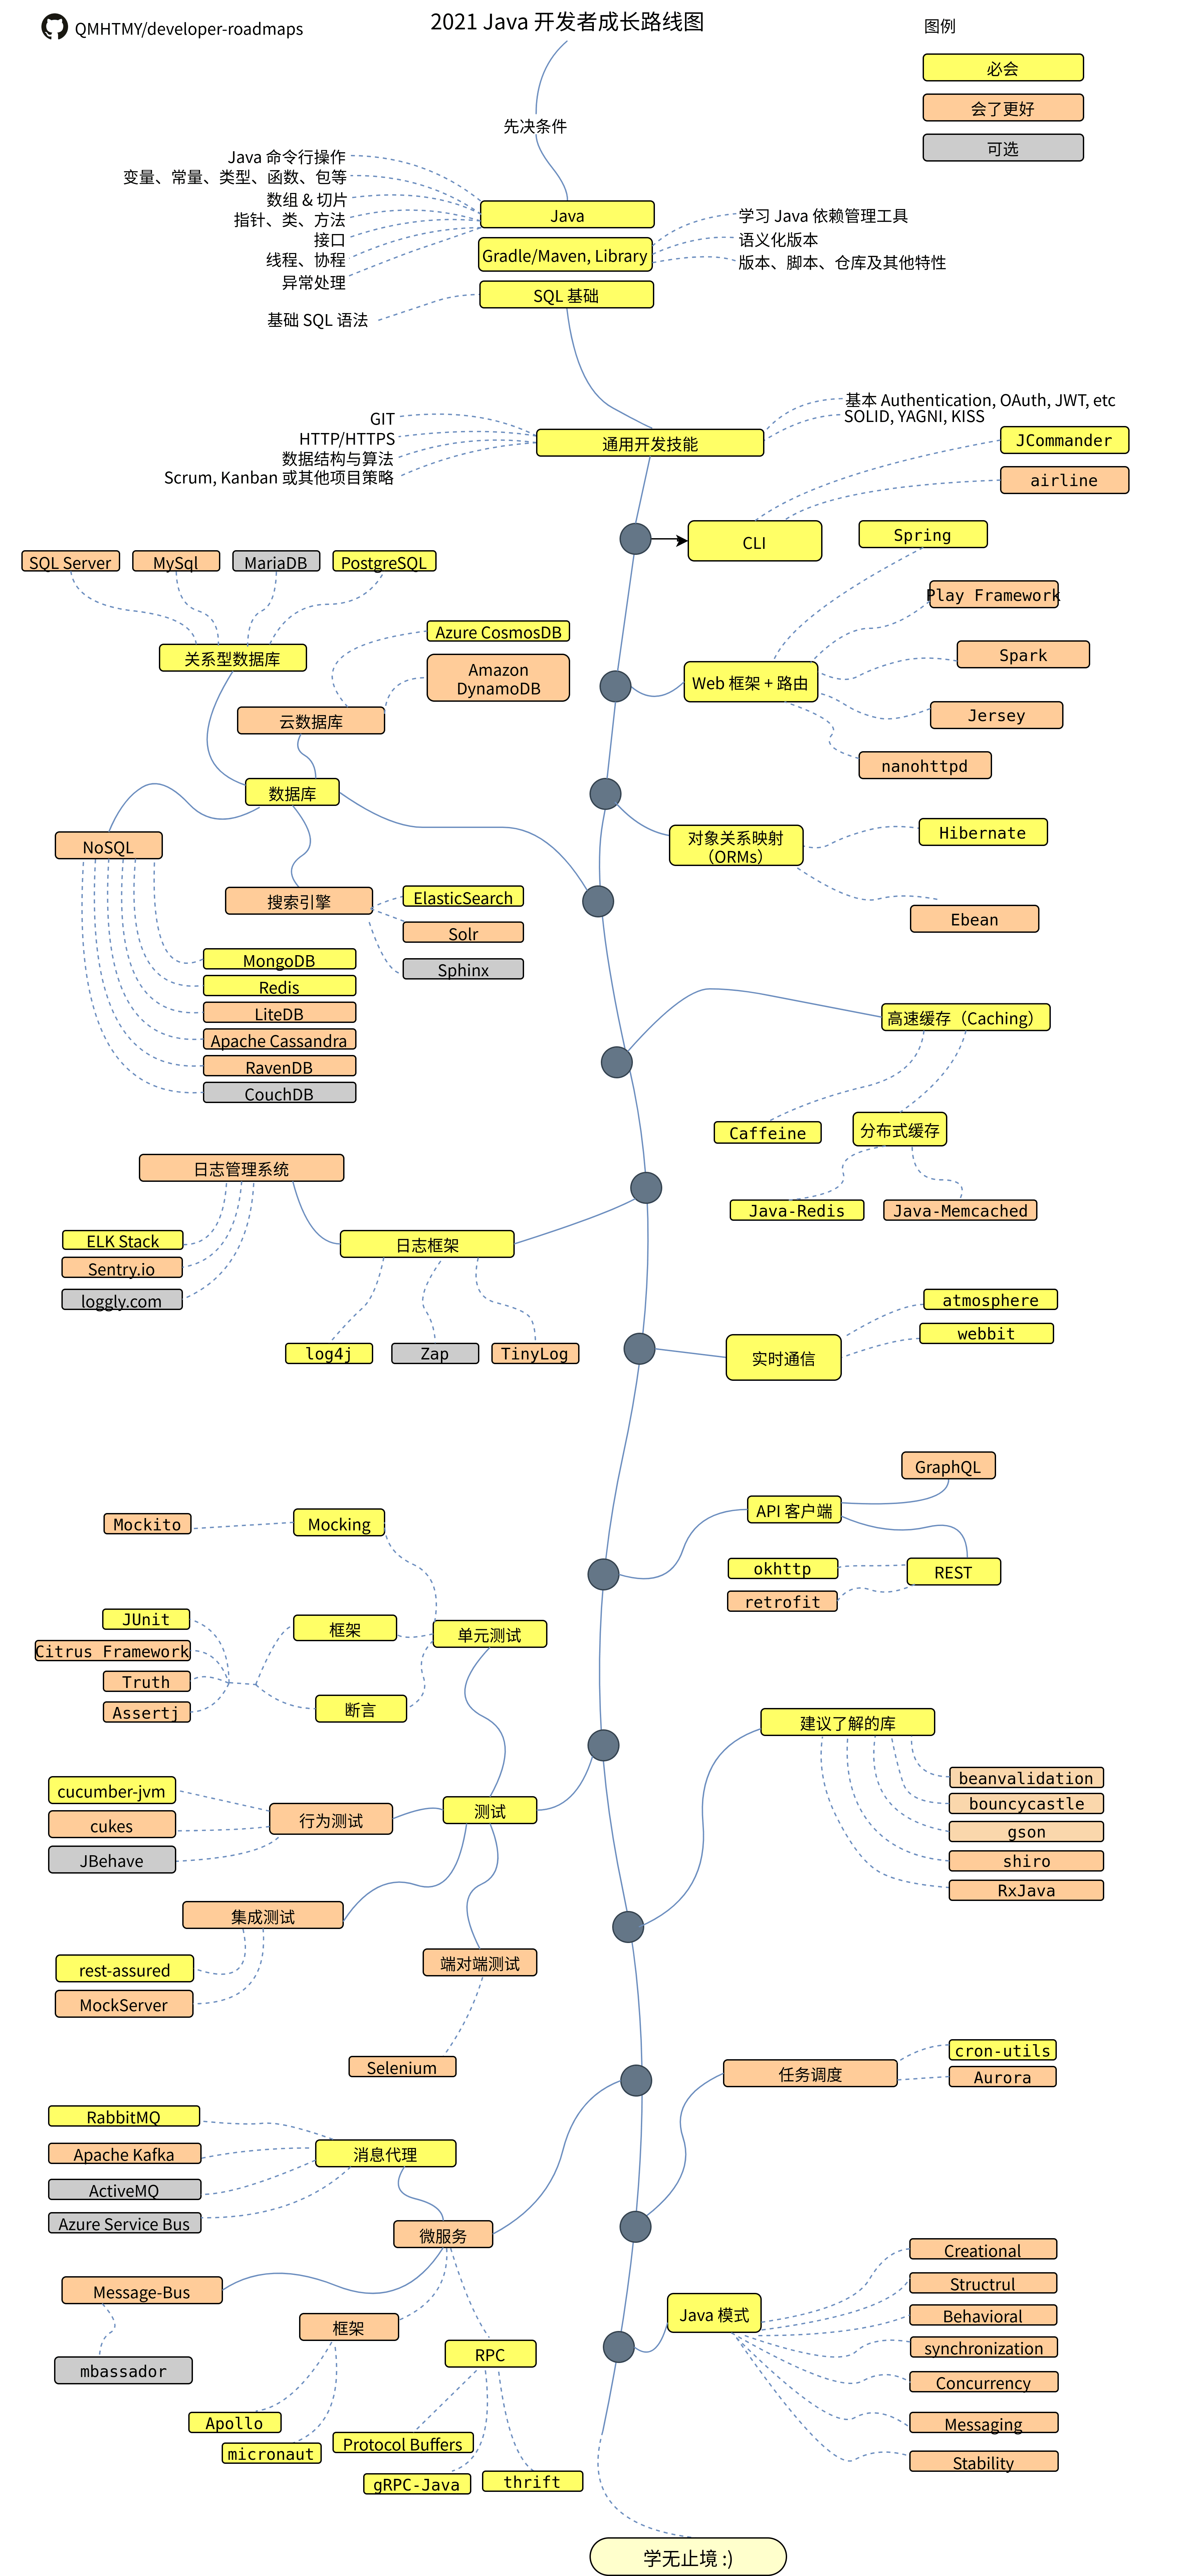 QMHTMY/developer-roadmaps
2021 Java 开发者成长路线图
图例
必会
会了更好
可选
先决条件
Java 命令行操作
变量、常量、类型、函数、包等
数组 & 切片
指针、类、方法
接口
线程、协程
异常处理
Java
Gradle/Maven, Library
SQL 基础
学习 Java 依赖管理工具
语义化版本
版本、脚本、仓库及其他特性
基础 SQL 语法
GIT
HTTP/HTTPS
数据结构与算法
Scrum, Kanban 或其他项目策略
通用开发技能
基本 Authentication, OAuth, JWT, etc
SOLID, YAGNI, KISS
JCommander
airline
CLI
Spring
Play Framework
Spark
Web 框架 + 路由
Jersey
nanohttpd
SQL Server
MySql
MariaDB
PostgreSQL
关系型数据库
Azure CosmosDB
Amazon
DynamoDB
云数据库
数据库
NoSQL
搜索引擎
ElasticSearch
Solr
Sphinx
MongoDB
Redis
LiteDB
Apache Cassandra
RavenDB
CouchDB
对象关系映射
（ORMs）
Hibernate
Ebean
高速缓存（Caching）
Caffeine
分布式缓存
Java-Redis
Java-Memcached
日志管理系统
ELK Stack
Sentry.io
loggly.com
日志框架
log4j
Zap
TinyLog
atmosphere
webbit
实时通信
GraphQL
API 客户端
okhttp
retrofit
REST
Mockito
Mocking
JUnit
Citrus Framework
Truth
Assertj
框架
断言
单元测试
建议了解的库
beanvalidation
bouncycastle
gson
shiro
RxJava
cucumber-jvm
cukes
JBehave
行为测试
测试
集成测试
rest-assured
MockServer
端对端测试
Selenium
任务调度
cron-utils
Aurora
RabbitMQ
Apache Kafka
ActiveMQ
Azure Service Bus
消息代理
微服务
Message-Bus
mbassador
框架
Apollo
micronaut
RPC
Protocol Buffers
gRPC-Java
thrift
Java 模式
Creational
Structrul
Behavioral
synchronization
Concurrency
Messaging
Stability
学无止境 :)